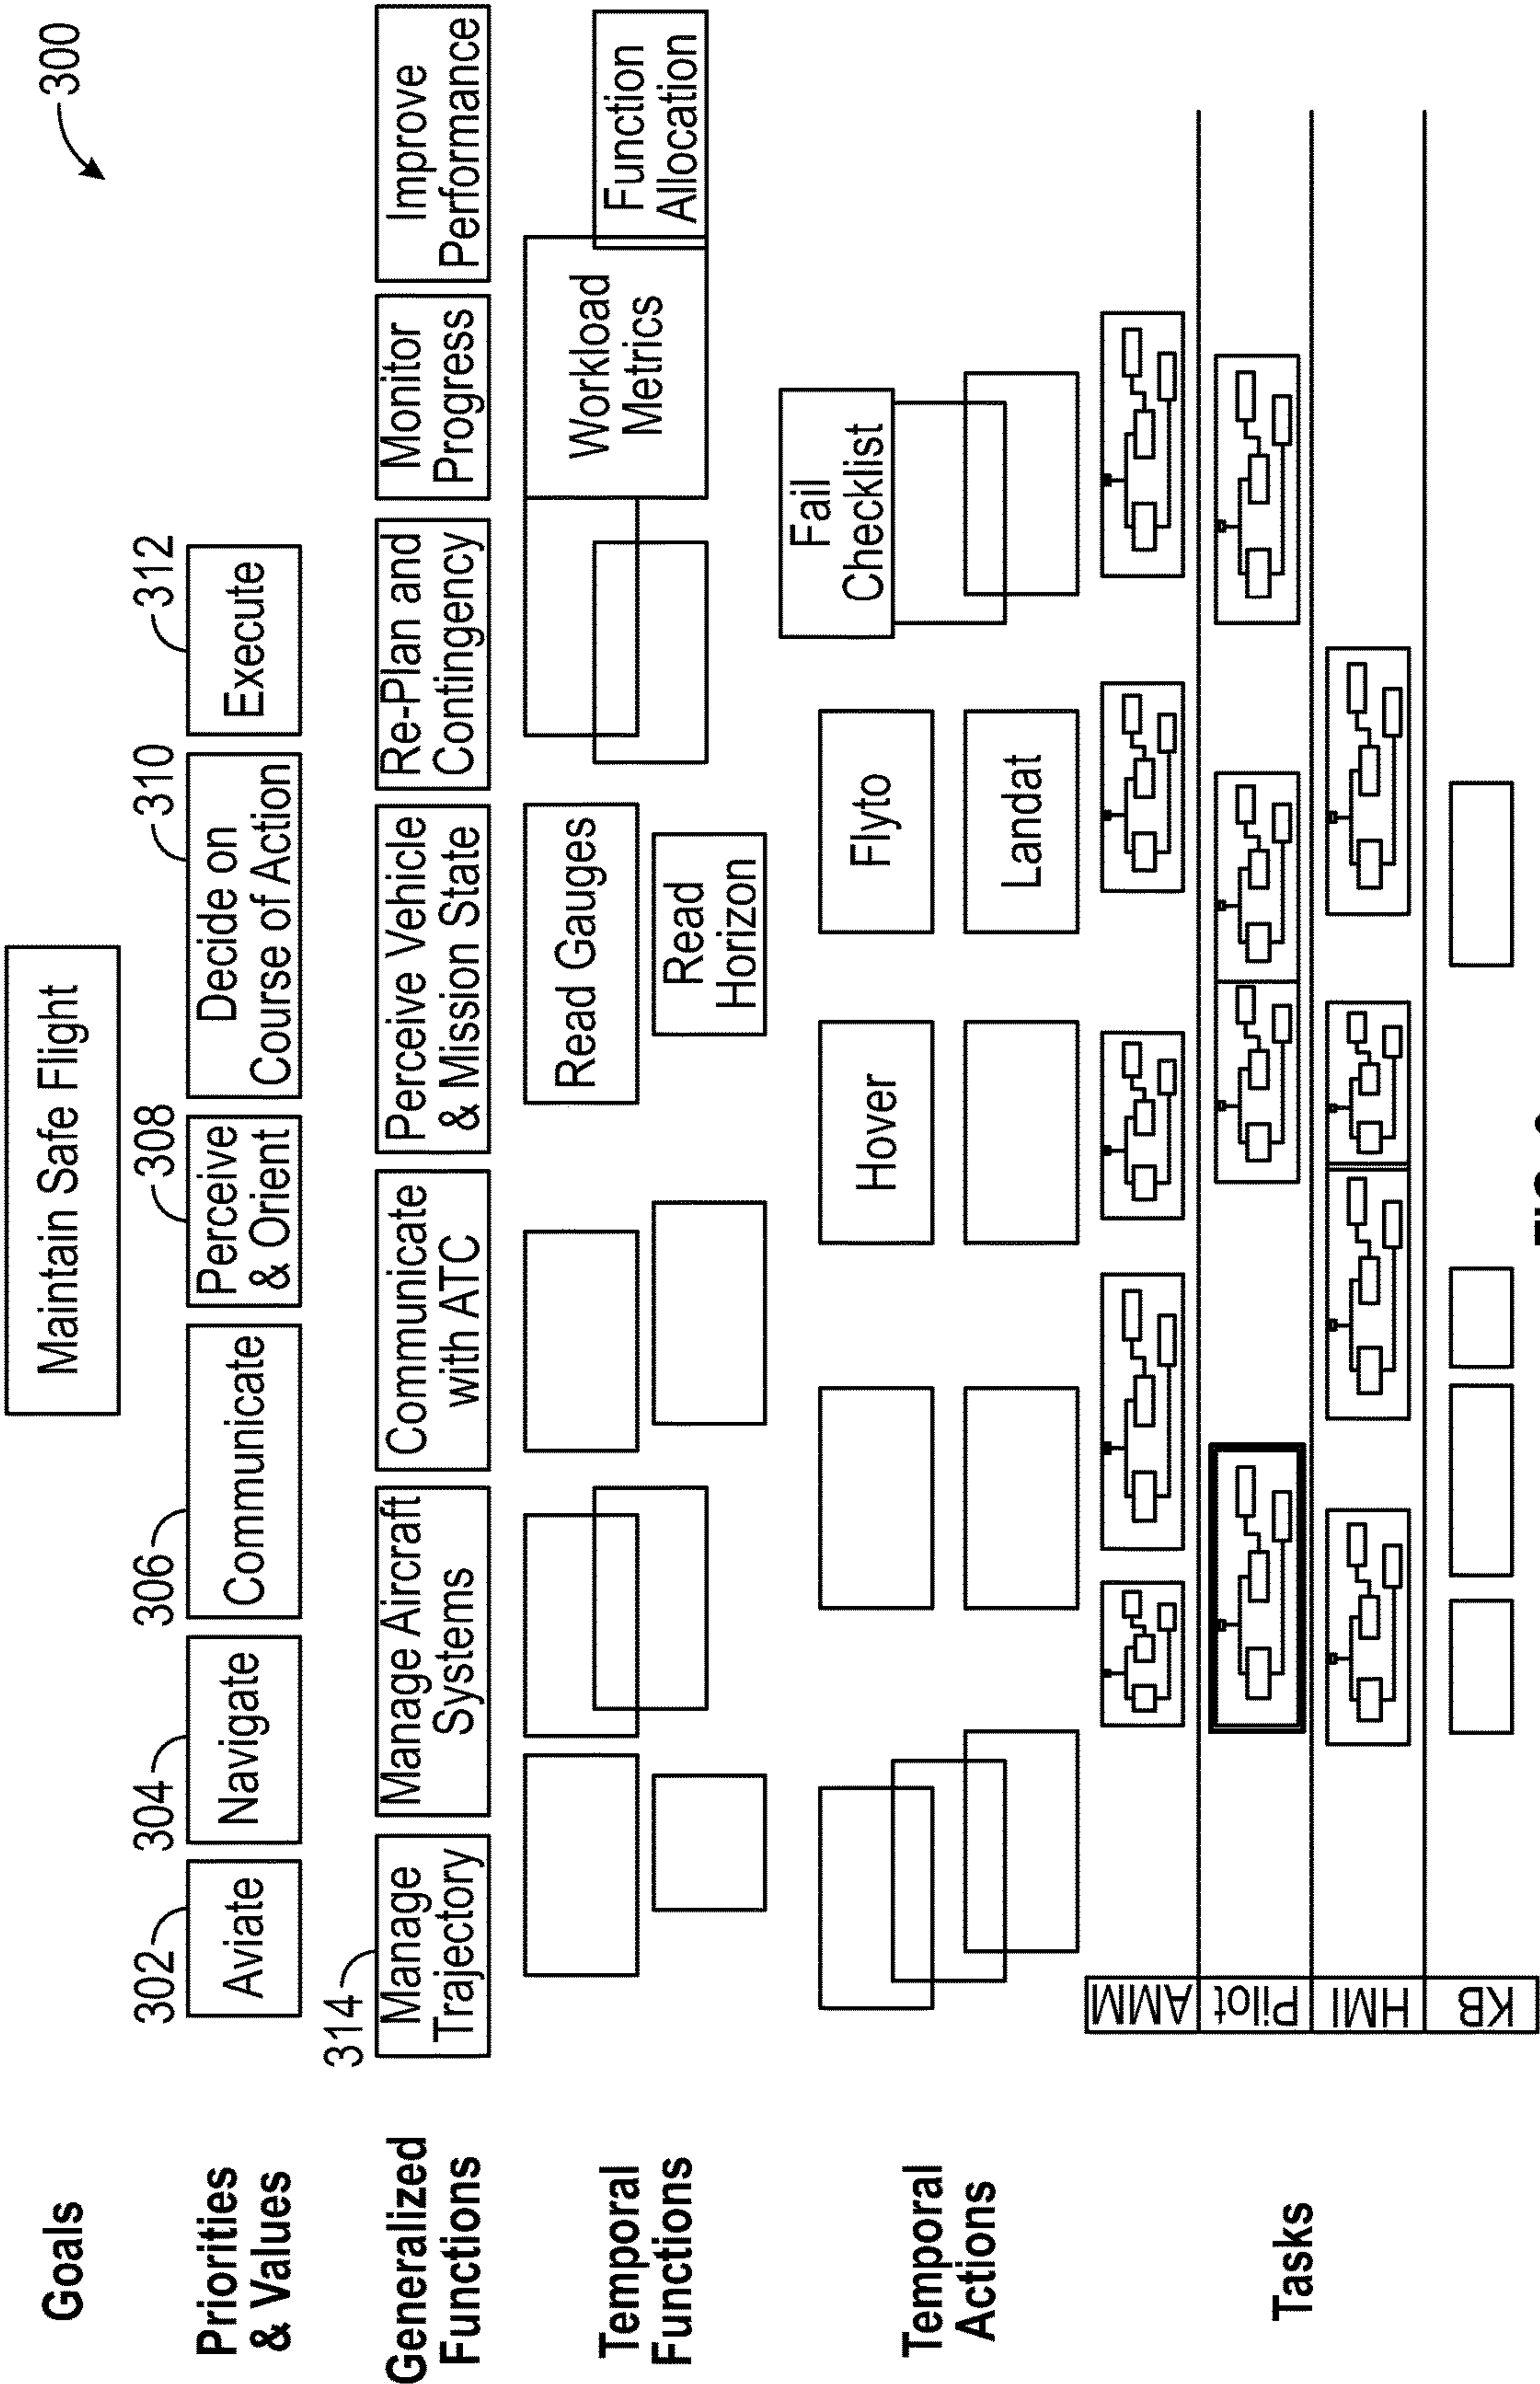 300
Goals
Maintain Safe Flight
Priorities
& Values
302
304
306
308
310
312
Aviate
Navigate
Communicate
Perceive
& Orient
Decide on
Course of Action
Execute
314
Generalized
Functions
Manage
Trajectory
Manage Aircraft
Systems
Communicate
with ATC
Perceive Vehicle
& Mission State
Re-Plan and
Contingency
Monitor
Progress
Improve
Performance
Temporal
Functions
Read Gauges
Read
Horizon
Workload
Metrics
Function
Allocation
Temporal
Actions
Hover
Flyto
Landat
Fail
Checklist
Tasks
AMM
Pilot
HMI
KB